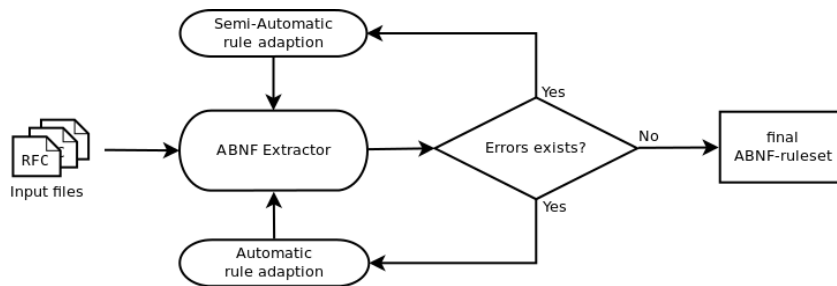 Semi-Automatic
rule adaption
Yes
RFC
C
Input files
ABNF Extractor
Errors exists?
No
final
ABNF-ruleset
Yes
Automatic
rule adaption